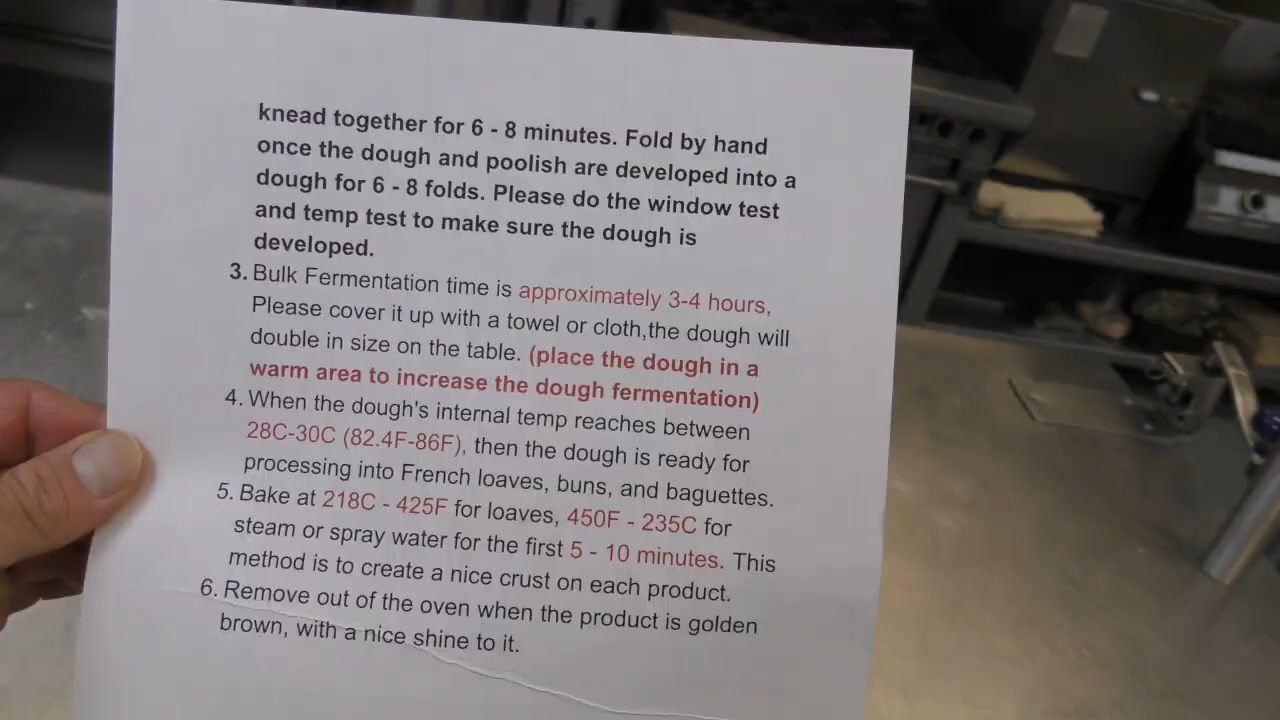 knead together for 6 - 8 minutes. Fold by hand
once the dough and poolish are developed into a
dough for 6 - 8 folds. Please do the window test
and temp test to make sure the dough is
developed.
3. Bulk Fermentation time is approximately 3-4 hours,
Please cover it up with a towel or cloth,the dough will
double in size on the table. (place the dough in a
warm area to increase the dough fermentation)
4. When the dough's internal temp reaches between
28C-30C (82.4F-86F), then the dough is ready for
processing into French loaves, buns, and baguettes.
5. Bake at 218C - 425F for loaves, 450F - 235C for
steam or spray water for the first 5 - 10 minutes. This
method is to create a nice crust on each product.
6. Remove out of the oven when the product is golden
brown, with a nice shine to it.